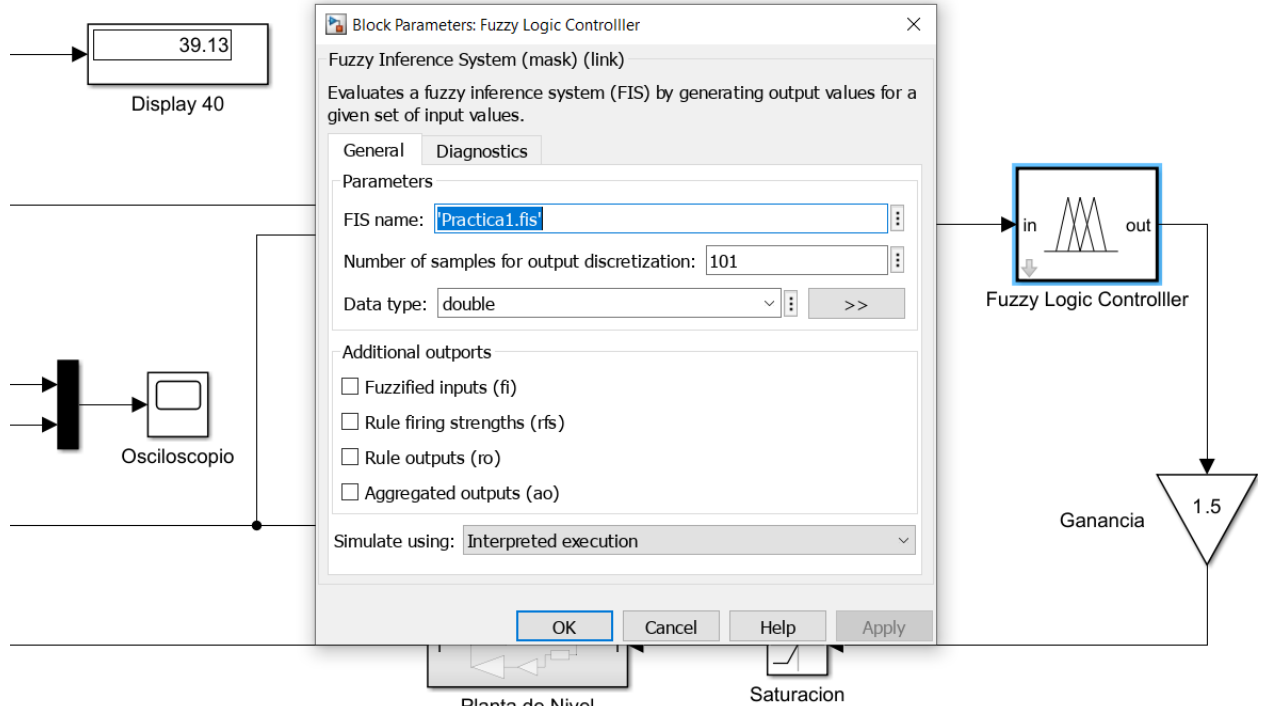 39.13
Display 40
Block Parameters: Fuzzy Logic Controlller
Fuzzy Inference System (mask) (link)
Evaluates a fuzzy inference system (FIS) by generating output values for a
given set of input values.
General Diagnostics
Parameters
FIS name: 'Practica1.fis'
Number of samples for output discretization: 101
Data type: double >>
Additional outports
Fuzzified inputs (fi)
Rule firing strengths (rfs)
Rule outputs (ro)
Aggregated outputs (ao)
Simulate using: Interpreted execution
OK Cancel Help Apply
in out
Fuzzy Logic Controlller
Osciloscopio
1.5
Ganancia
Planta de Nivel
Saturacion